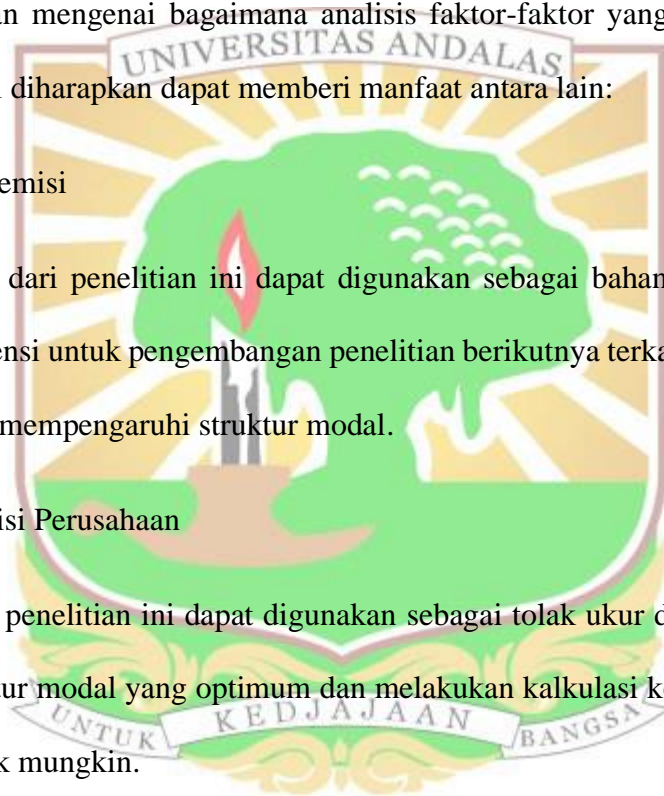 an mengenai bagaimana analisis faktor-faktor yang
UNIVERSITAS ANDALAS
diharapkan dapat memberi manfaat antara lain:
emisi
dari penelitian ini dapat digunakan sebagai bahan
ensi untuk pengembangan penelitian berikutnya terka
mempengaruhi struktur modal.
isi Perusahaan
penelitian ini dapat digunakan sebagai tolak ukur d
ur modal yang optimum dan melakukan kalkulasi k
UNTUK KEDJAJAAN BANGSA
k mungkin.